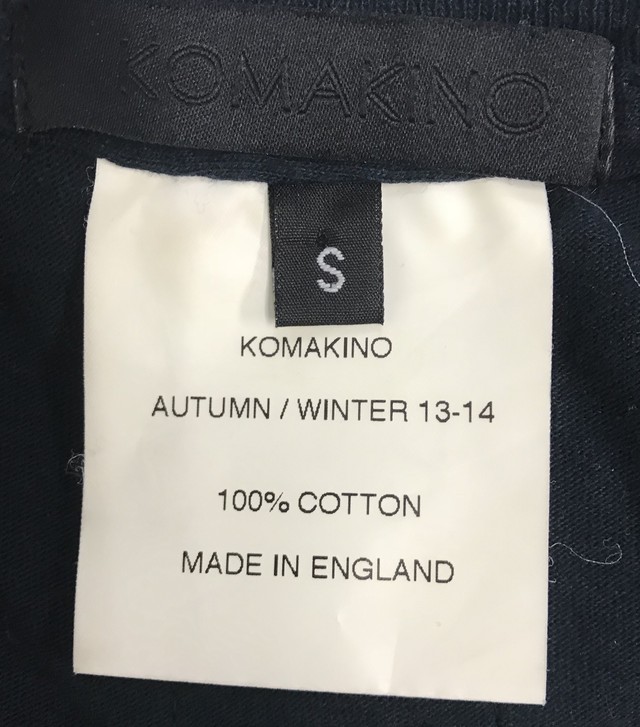 KOMAKINO
S
KOMAKINO
AUTUMN / WINTER 13-14
100% COTTON
MADE IN ENGLAND